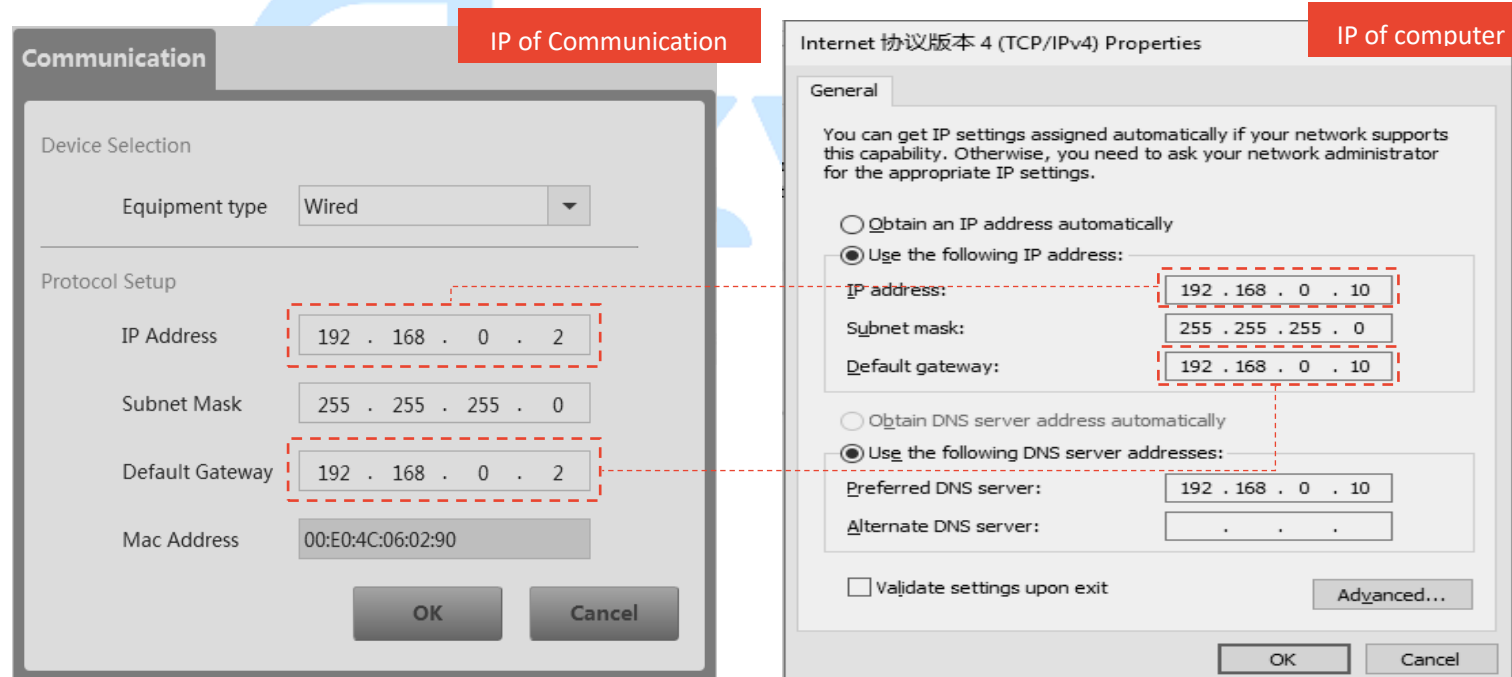 IP of Communication
Communication
Device Selection
Equipment type Wired
Protocol Setup
IP Address 192 . 168 . 0 . 2
Subnet Mask 255 . 255 . 255 . 0
Default Gateway 192 . 168 . 0 . 2
Mac Address 00:E0:4C:06:02:90
OK Cancel
IP of computer
Internet 协议版本 4 (TCP/IPv4) Properties
General
You can get IP settings assigned automatically if your network supports
this capability. Otherwise, you need to ask your network administrator
for the appropriate IP settings.
Obtain an IP address automatically
Use the following IP address:
IP address: 192 . 168 . 0 . 10
Subnet mask: 255 . 255 . 255 . 0
Default gateway: 192 . 168 . 0 . 10
Obtain DNS server address automatically
Use the following DNS server addresses:
Preferred DNS server: 192 . 168 . 0 . 10
Alternate DNS server: . . .
Validate settings upon exit
Advanced...
OK Cancel